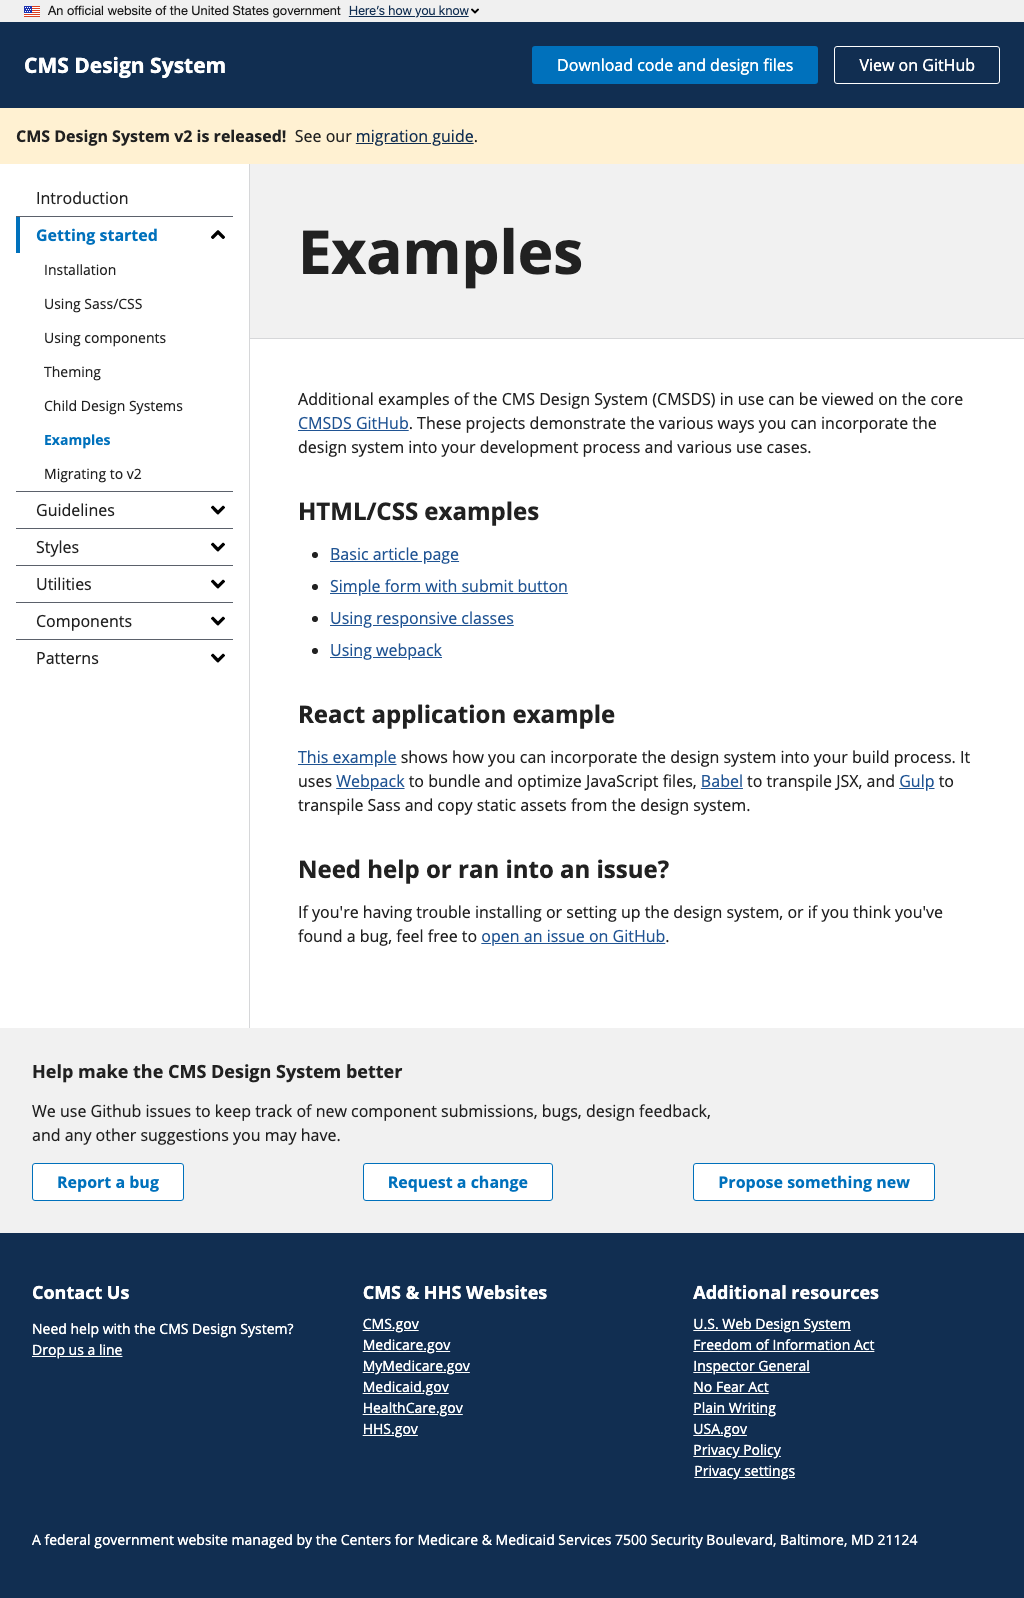 An official website of the United States government Here's how you know
CMS Design System
Download code and design files
View on GitHub
CMS Design System v2 is released! See our migration guide.
Introduction
Getting started
Installation
Using Sass/CSS
Using components
Theming
Child Design Systems
Examples
Migrating to v2
Guidelines
Styles
Utilities
Components
Patterns
Examples
Additional examples of the CMS Design System (CMSDS) in use can be viewed on the core
CMSDS GitHub. These projects demonstrate the various ways you can incorporate the
design system into your development process and various use cases.
HTML/CSS examples
Basic article page
Simple form with submit button
Using responsive classes
Using webpack
React application example
This example shows how you can incorporate the design system into your build process. It
uses Webpack to bundle and optimize JavaScript files, Babel to transpile JSX, and Gulp to
transpile Sass and copy static assets from the design system.
Need help or ran into an issue?
If you're having trouble installing or setting up the design system, or if you think you've
found a bug, feel free to open an issue on GitHub.
Help make the CMS Design System better
We use Github issues to keep track of new component submissions, bugs, design feedback,
and any other suggestions you may have.
Report a bug
Request a change
Propose something new
Contact Us
Need help with the CMS Design System?
Drop us a line
CMS & HHS Websites
CMS.gov
Medicare.gov
MyMedicare.gov
Medicaid.gov
HealthCare.gov
HHS.gov
Additional resources
U.S. Web Design System
Freedom of Information Act
Inspector General
No Fear Act
Plain Writing
USA.gov
Privacy Policy
Privacy settings
A federal government website managed by the Centers for Medicare & Medicaid Services 7500 Security Boulevard, Baltimore, MD 21124